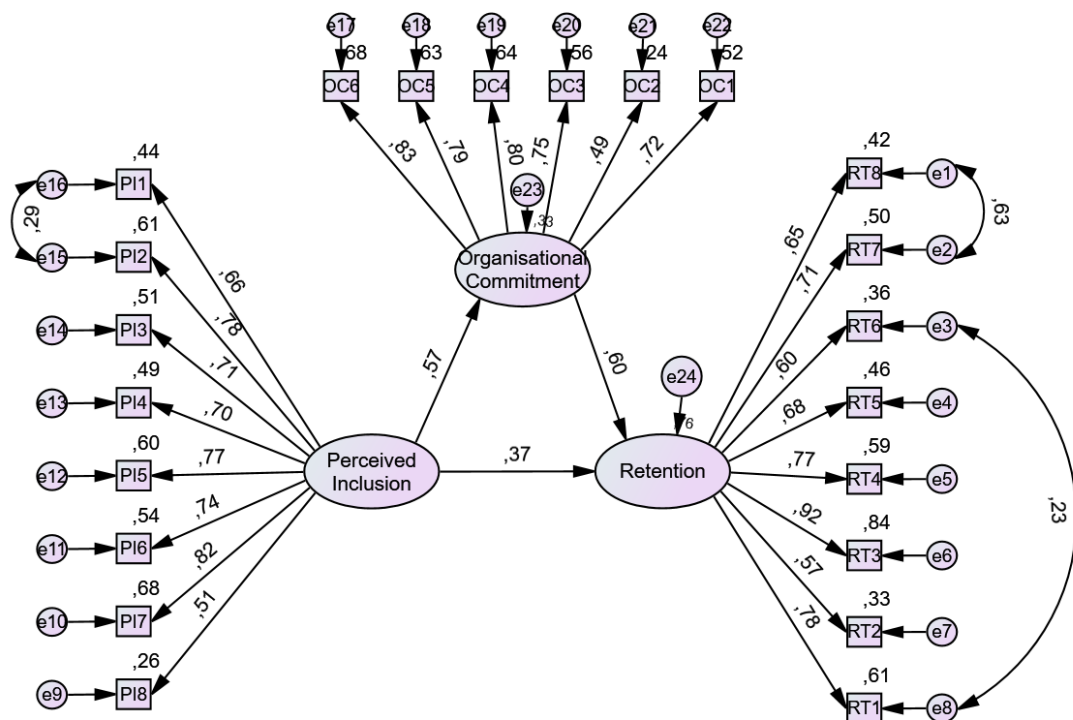 e17 e18 e19 e20 e21 e22
,68 ,63 ,64 ,56 ,24 ,52
OC6 OC5 OC4 OC3 OC2 OC1
,83 ,79 ,80 ,75 ,49 ,72
e23
,33
Organisational
Commitment
,44
e16 PI1
,29
,61
e15 PI2
,51
e14 PI3
,49
e13 PI4
,60
e12 PI5
,54
e11 PI6
,68
e10 PI7
,26
e9 PI8
,66
,78
,71
,70
,77
,74
,82
,51
Perceived
Inclusion
,57
,37
,60
e24
Retention
,65
,71
,60
,68
,77
,92
,57
,78
,42
RT8 e1
,63
,50
RT7 e2
,36
RT6 e3
,46
RT5 e4
,59
RT4 e5
,23
,84
RT3 e6
,33
RT2 e7
,61
RT1 e8